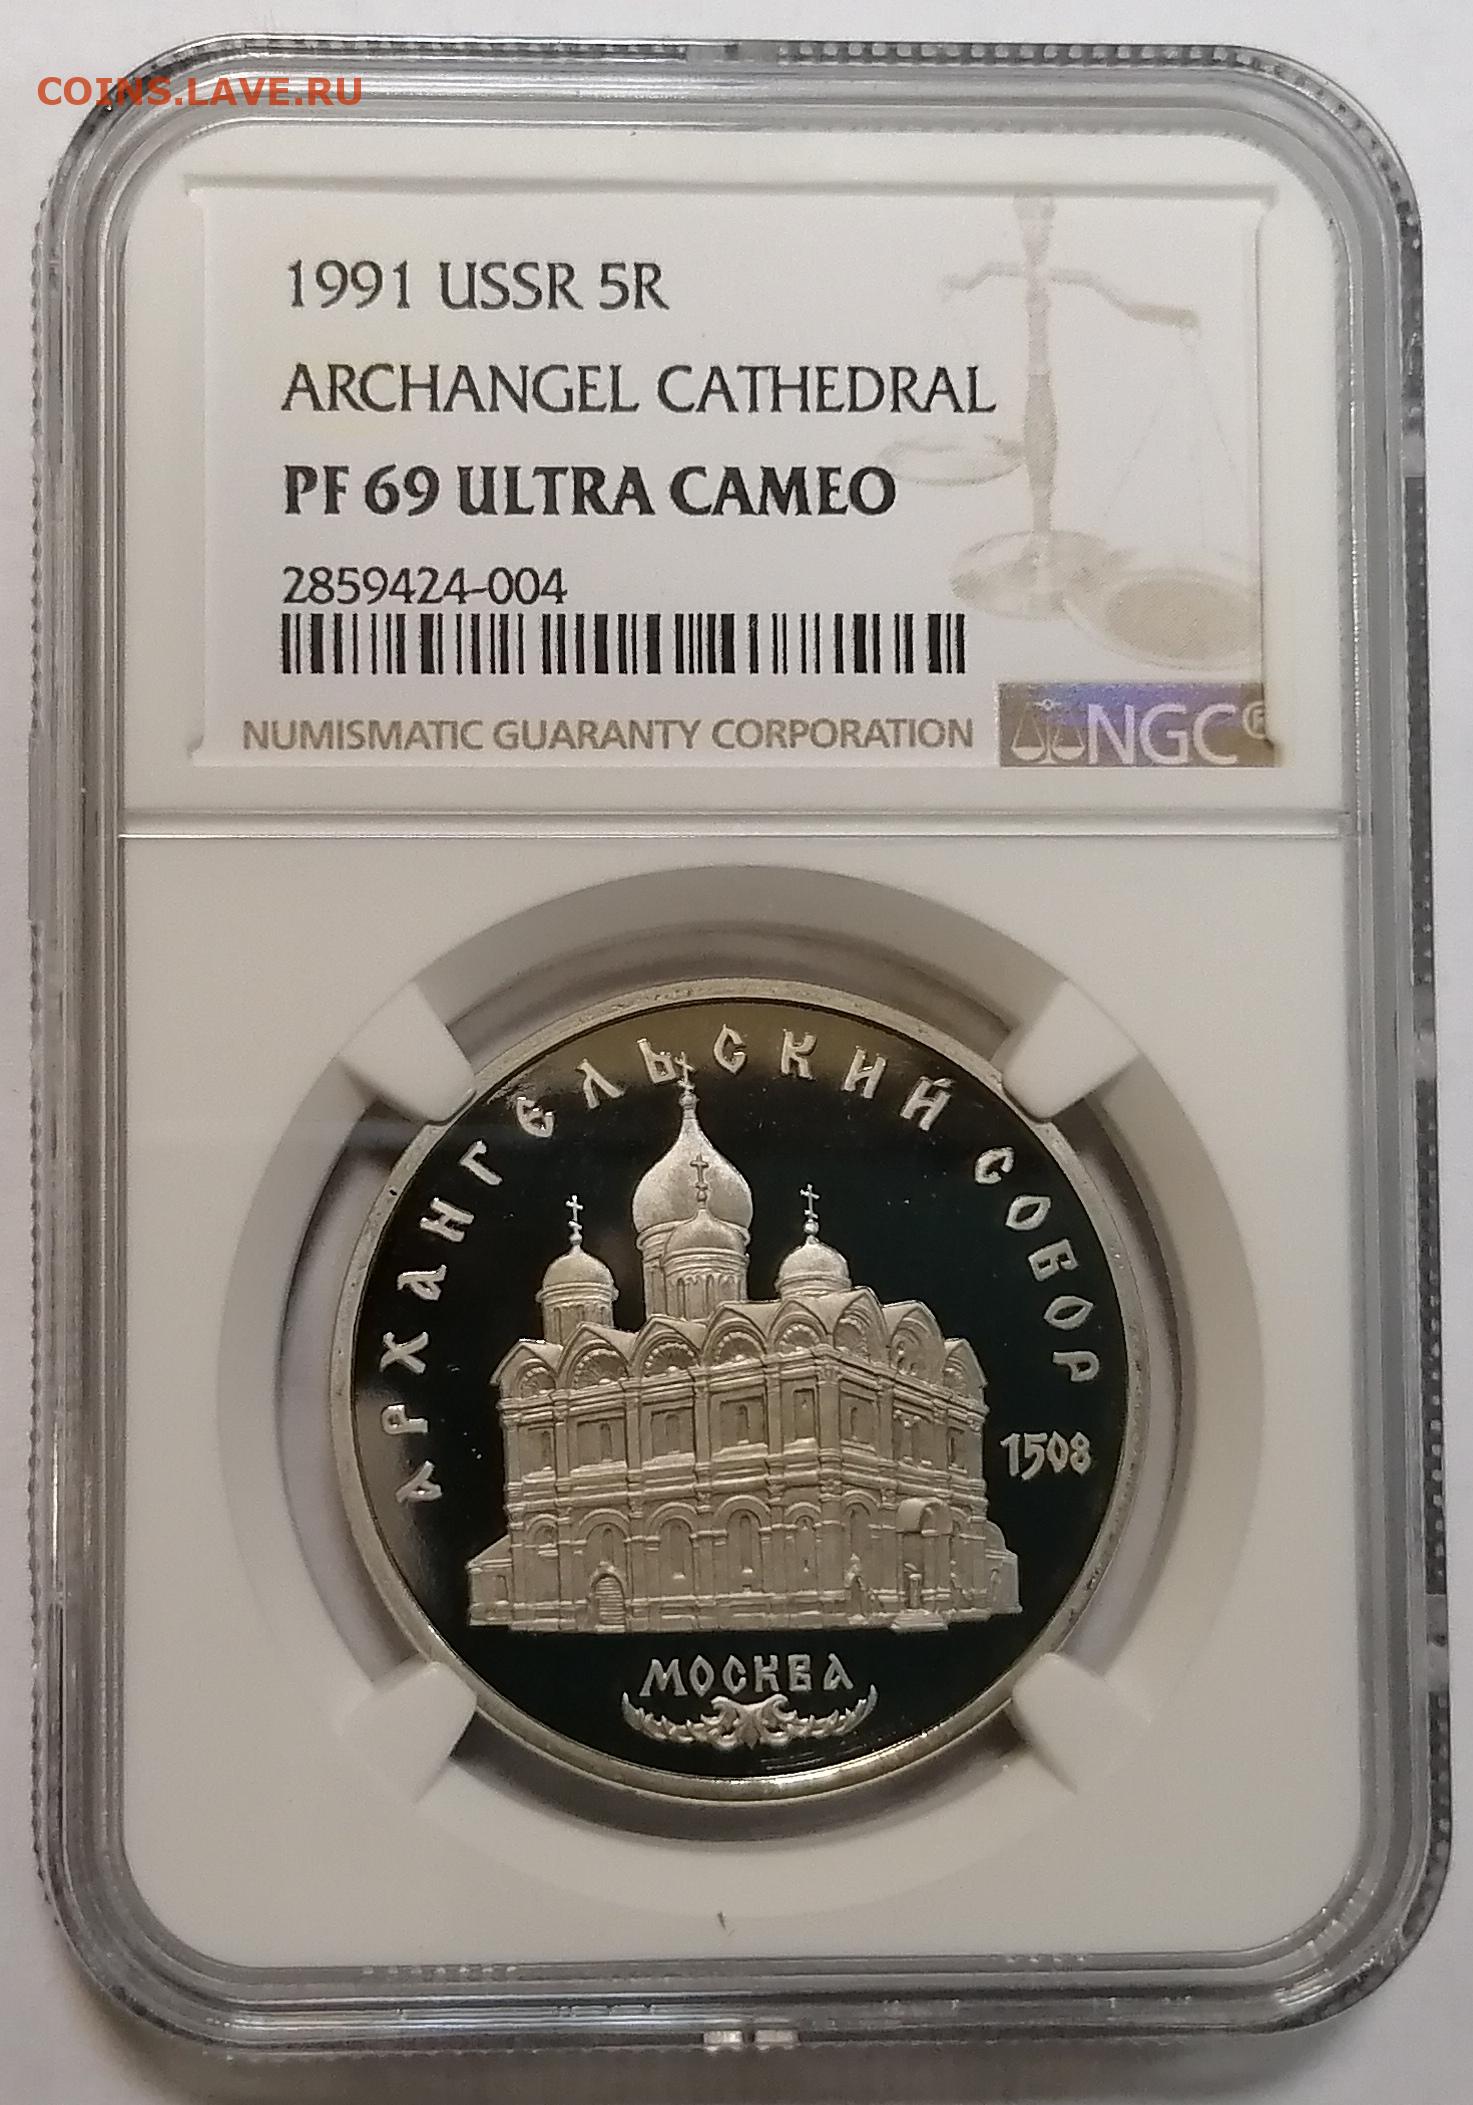 COINS.LAVE.RU
1991 USSR 5R
ARCHANGEL CATHEDRAL
PF 69 ULTRA CAMEO
2859424-004
NUMISMATIC GUARANTY CORPORATION NGC®
АРХАНГЕЛЬСКИЙ СОБОР
1508
МОСКВА